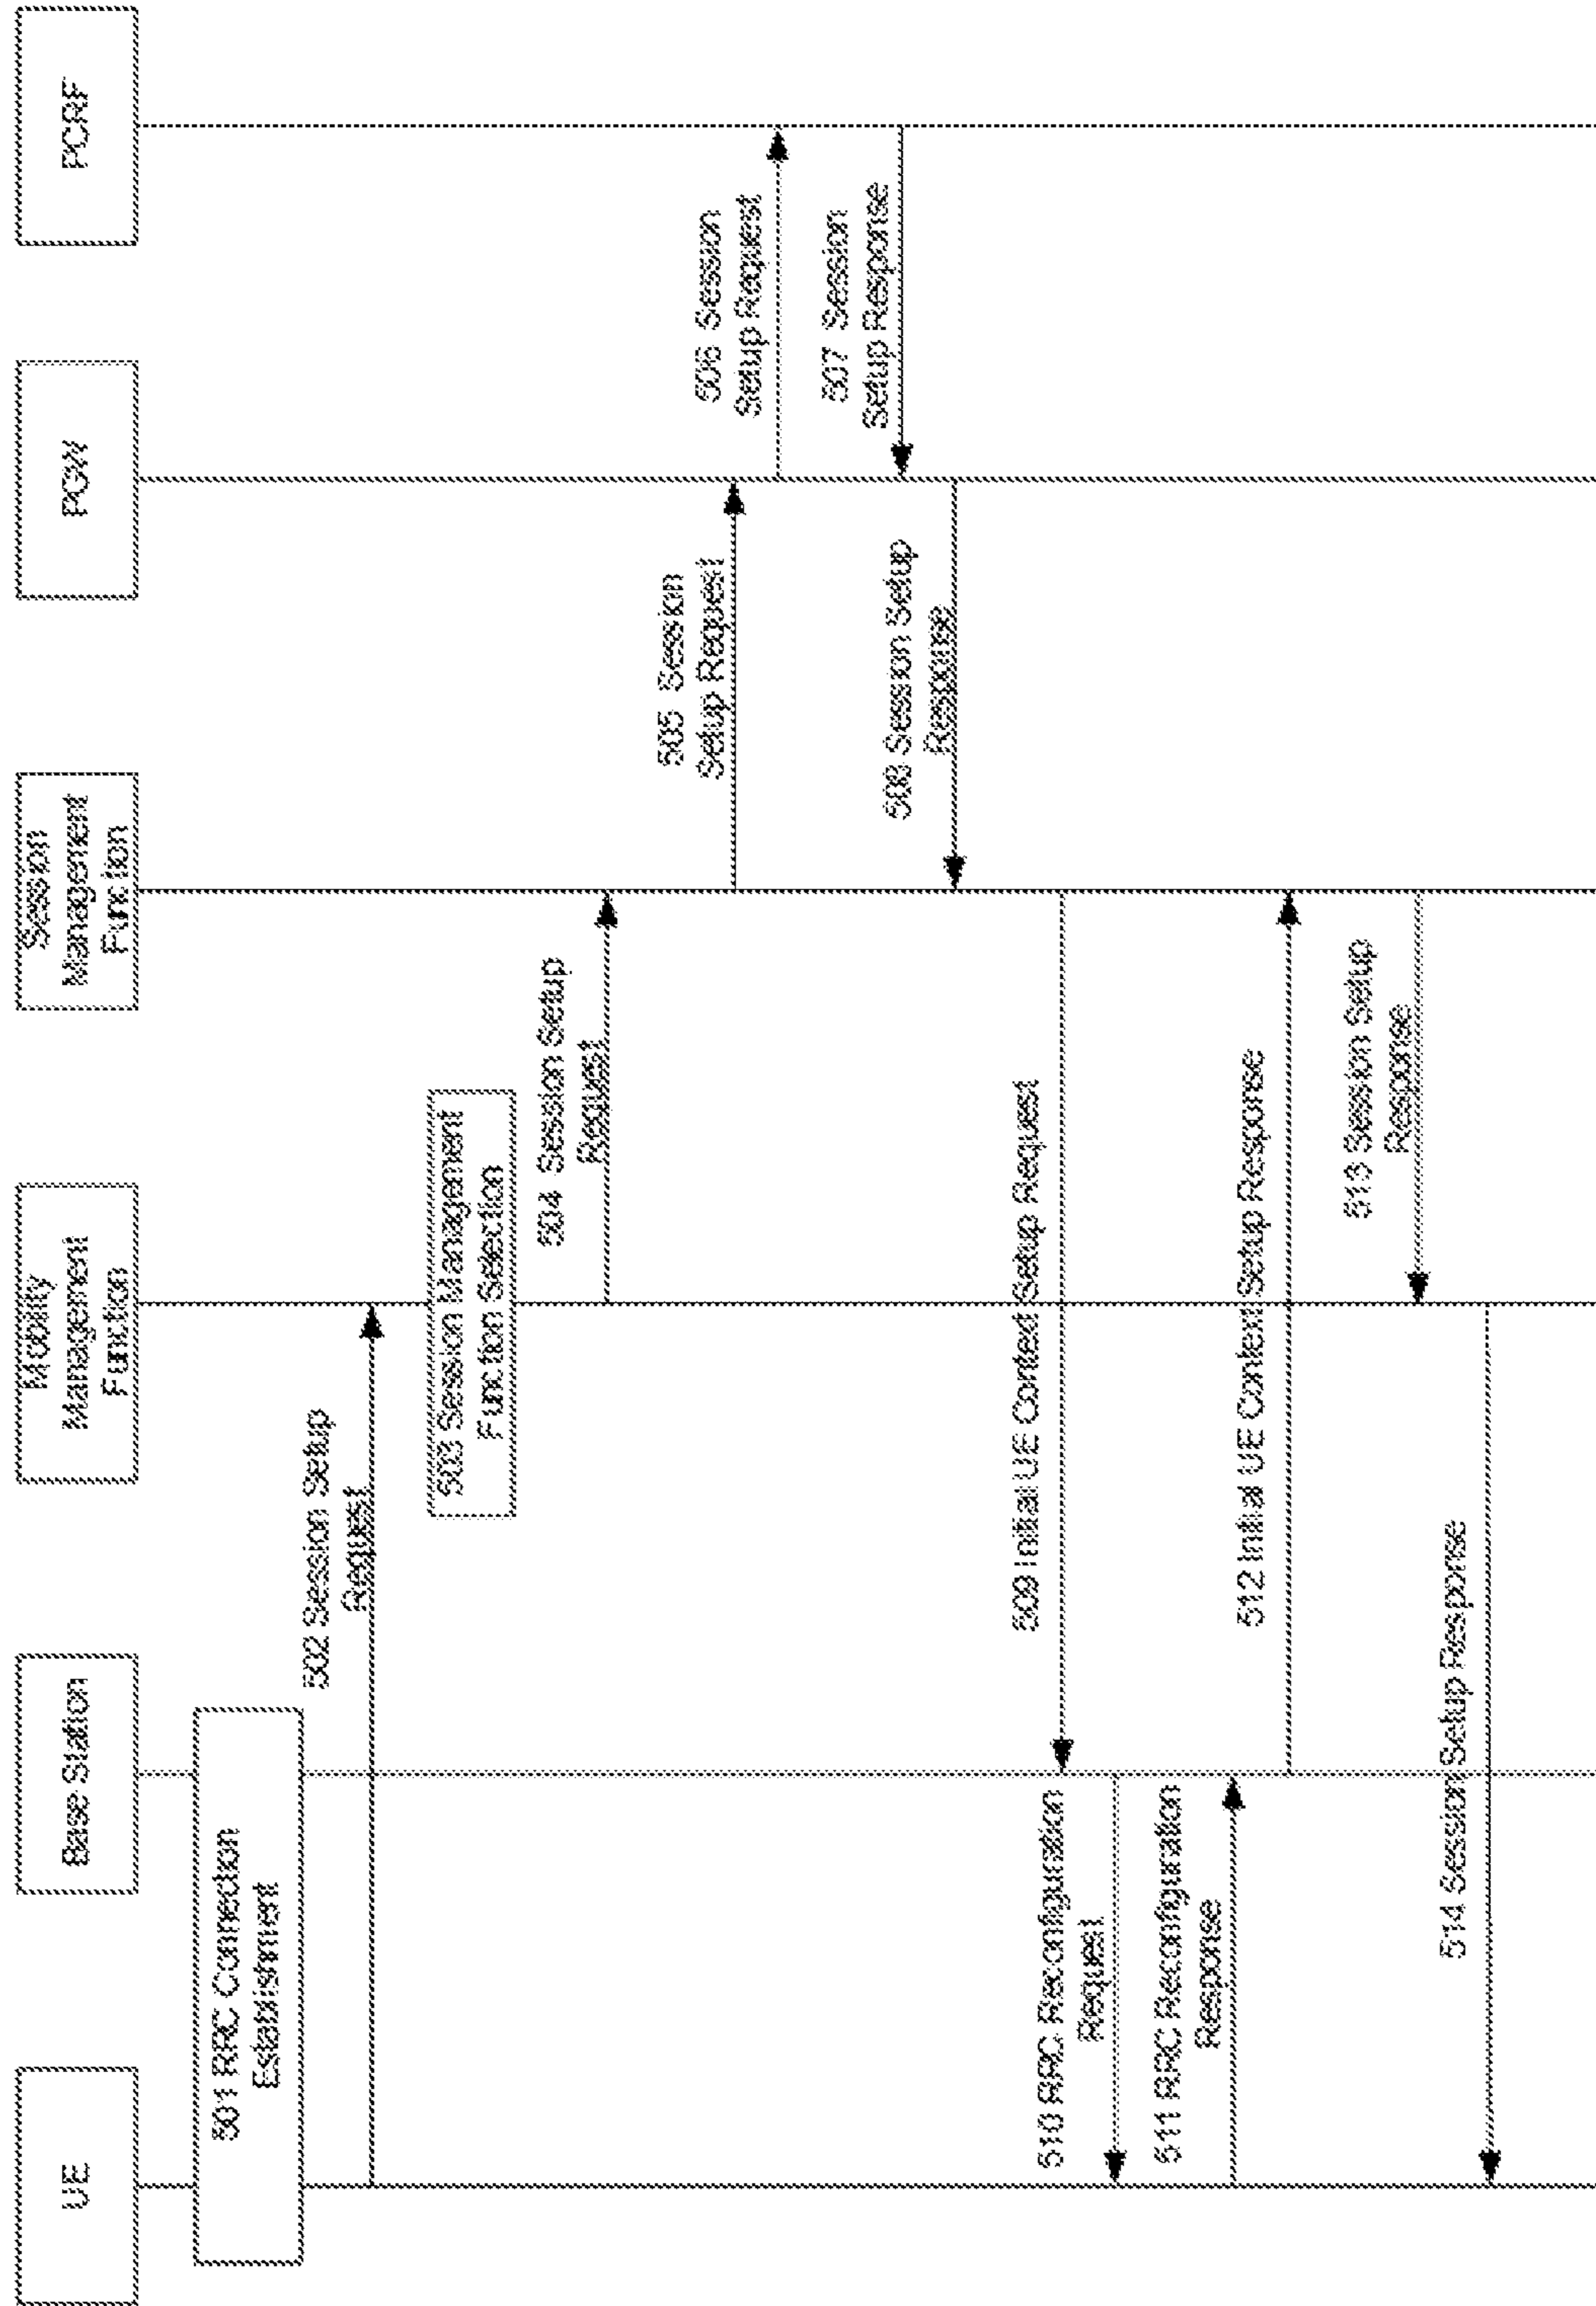 UE
Base Station
Mobility
Management
Function
Session
Management
Function
PGW
PCRF
501 RRC Connection
Establishment
502 Session Setup
Request
503 Session Management
Function Selection
504 Session Setup
Request
505 Session
Setup Request
506 Session
Setup Request
507 Session
Setup Response
508 Session Setup
Response
509 Initial UE Context Setup Request
510 RRC Reconfiguration
Request
511 RRC Reconfiguration
Response
512 Initial UE Context Setup Response
513 Session Setup
Response
514 Session Setup Response